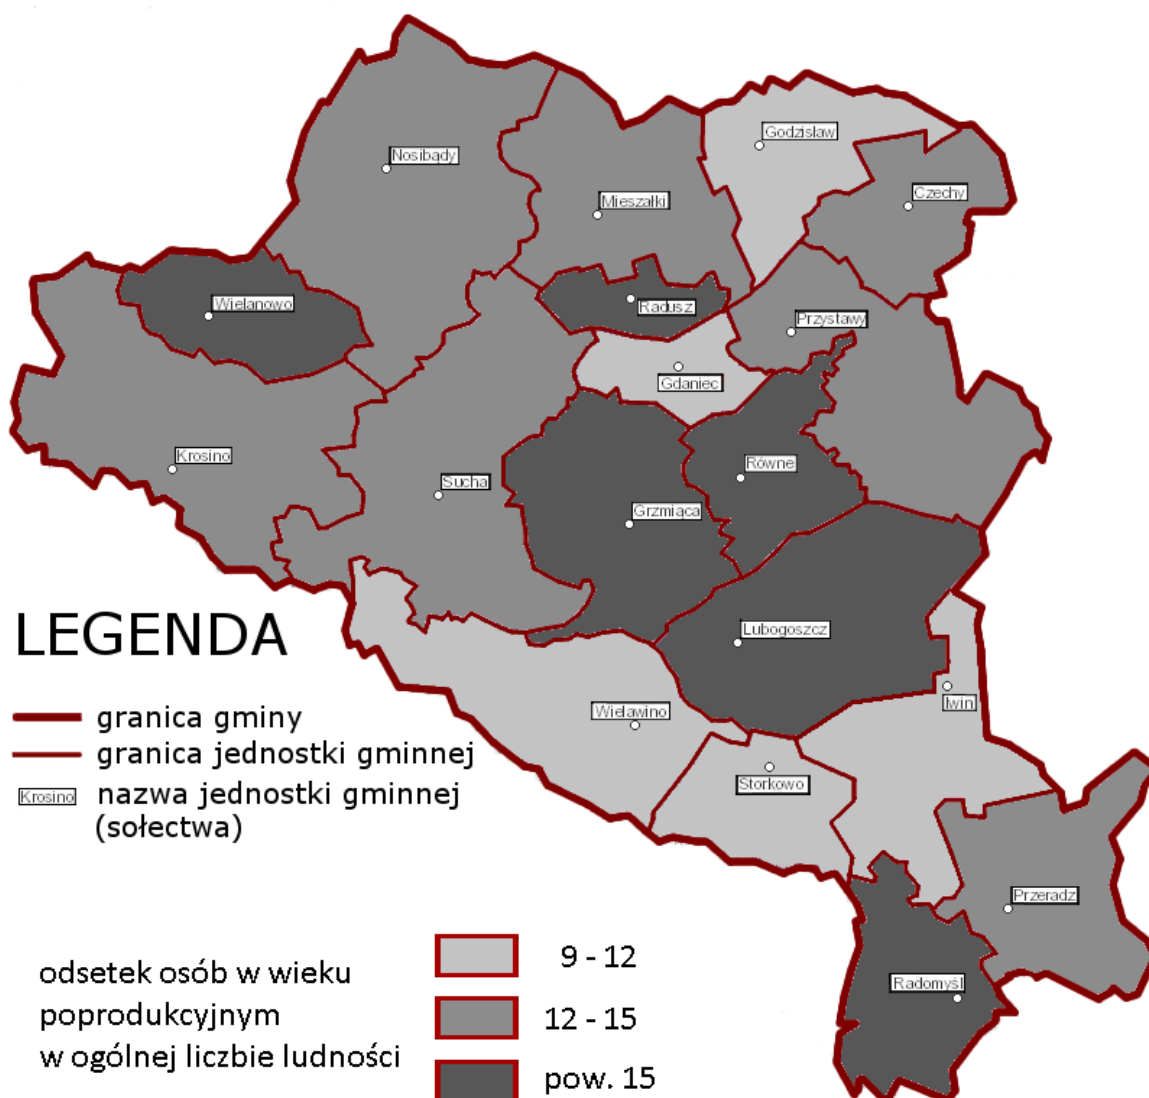 Godzisław
Nosibądy
Czechy
Mieszałki
Wielanowo
Radusz
Przystawy
Gdaniec
Krosino
Równe
Sucha
Grzmiąca
Lubogoszcz
LEGENDA
Iwin
Wielawino
granica gminy
granica jednostki gminnej
Storkowo
Krosino
nazwa jednostki gminnej
(sołectwa)
Przeradz
Radomyśl
odsetek osób w wieku
poprodukcyjnym
w ogólnej liczbie ludności
9 - 12
12 - 15
pow. 15